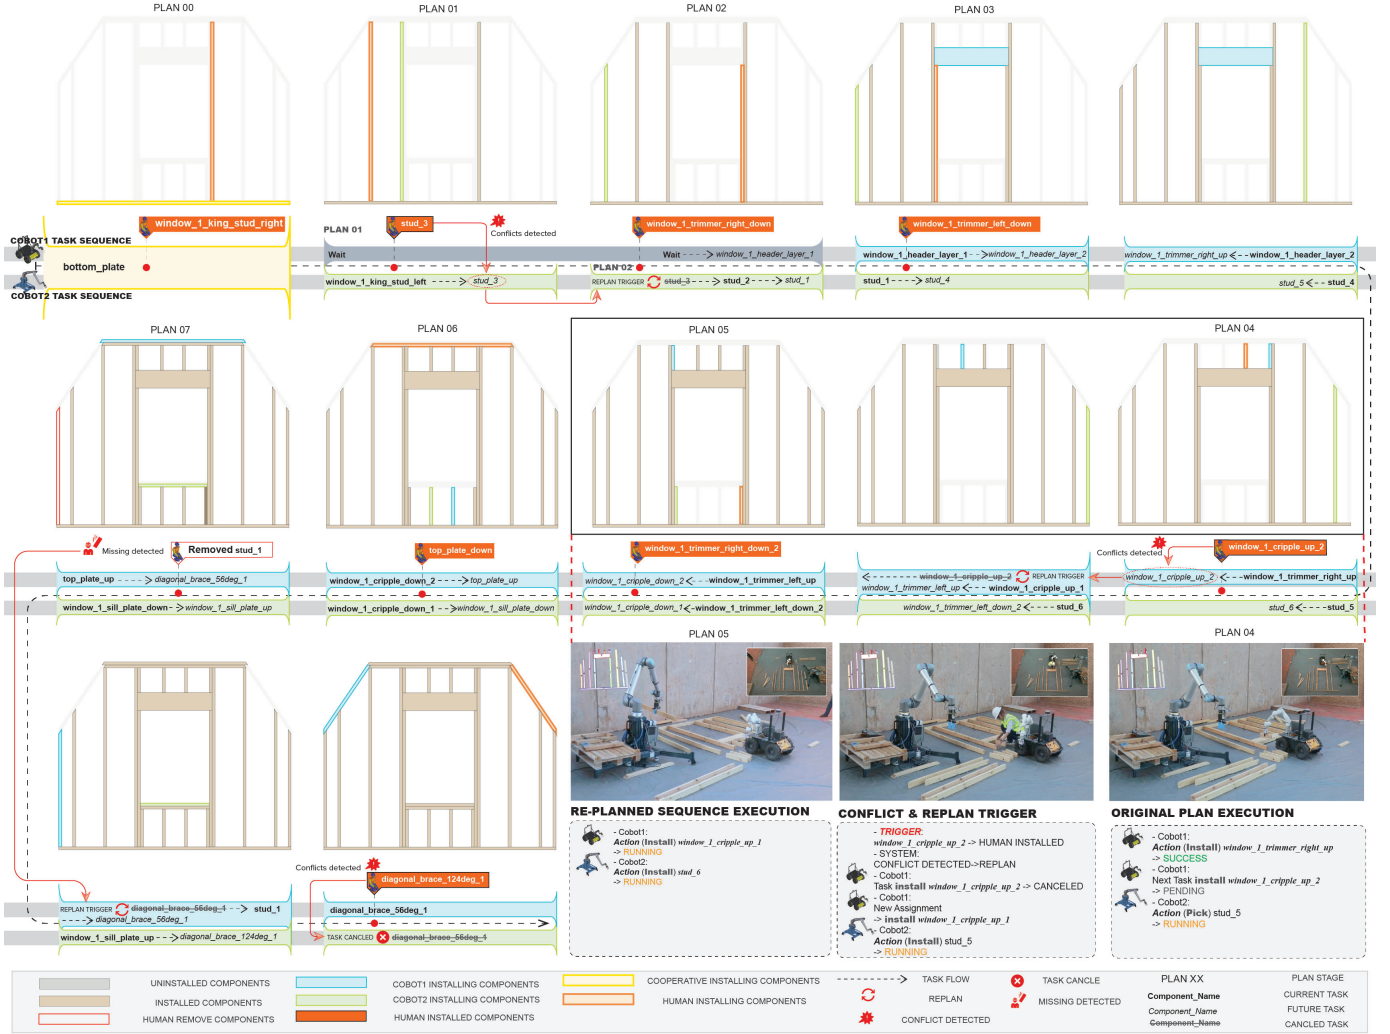 PLAN 00
PLAN 01
PLAN 02
PLAN 03
window_1_king_stud_right
stud_3
Conflicts detected
window_1_trimmer_right_down
window_1_trimmer_left_down
PLAN 01
COBOT1 TASK SEQUENCE
bottom_plate
COBOT2 TASK SEQUENCE
Wait
window_1_king_stud_left
stud_3
Wait
window_1_header_layer_1
PLAN 02
REPLAN TRIGGER
stud_3
stud_2
stud_1
window_1_header_layer_1
window_1_header_layer_2
stud_1
stud_4
window_1_trimmer_right_up
window_1_header_layer_2
stud_5
stud_4
PLAN 07
PLAN 06
PLAN 05
PLAN 04
Missing detected
Removed stud_1
top_plate_down
window_1_trimmer_right_down_2
Conflicts detected
window_1_cripple_up_2
top_plate_up
diagonal_brace_56deg_1
window_1_sill_plate_down
window_1_sill_plate_up
window_1_cripple_down_2
top_plate_up
window_1_cripple_down_1
window_1_sill_plate_down
window_1_cripple_down_2
window_1_trimmer_left_up
window_1_cripple_down_1
window_1_trimmer_left_down_2
window_1_cripple_up_2
REPLAN TRIGGER
window_1_trimmer_left_up
window_1_cripple_up_1
window_1_trimmer_left_down_2
stud_6
window_1_cripple_up_2
window_1_trimmer_right_up
stud_6
stud_5
PLAN 05
PLAN 04
RE-PLANNED SEQUENCE EXECUTION
- Cobot1:
Action (Install) window_1_cripple_up_1
-> RUNNING
- Cobot2:
Action (Install) stud_6
-> RUNNING
CONFLICT & REPLAN TRIGGER
- TRIGGER:
window_1_cripple_up_2 -> HUMAN INSTALLED
- SYSTEM:
CONFLICT DETECTED->REPLAN
- Cobot1:
Task install window_1_cripple_up_2 -> CANCELED
- Cobot1:
New Assignment
-> install window_1_cripple_up_1
- Cobot2:
Action (Install) stud_5
-> RUNNING
ORIGINAL PLAN EXECUTION
- Cobot1:
Action (Install) window_1_trimmer_right_up
-> SUCCESS
- Cobot1:
Next Task install window_1_cripple_up_2
-> PENDING
- Cobot2:
Action (Pick) stud_5
-> RUNNING
Conflicts detected
diagonal_brace_124deg_1
REPLAN TRIGGER
diagonal_brace_56deg_1
stud_1
diagonal_brace_56deg_1
window_1_sill_plate_up
diagonal_brace_124deg_1
diagonal_brace_56deg_1
TASK CANCLED
diagonal_brace_56deg_1
UNINSTALLED COMPONENTS
INSTALLED COMPONENTS
HUMAN REMOVE COMPONENTS
COBOT1 INSTALLING COMPONENTS
COBOT2 INSTALLING COMPONENTS
HUMAN INSTALLED COMPONENTS
COOPERATIVE INSTALLING COMPONENTS
HUMAN INSTALLING COMPONENTS
TASK FLOW
REPLAN
CONFLICT DETECTED
TASK CANCLE
MISSING DETECTED
PLAN XX
PLAN STAGE
Component_Name
CURRENT TASK
Component_Name
FUTURE TASK
Component_Name
CANCLED TASK